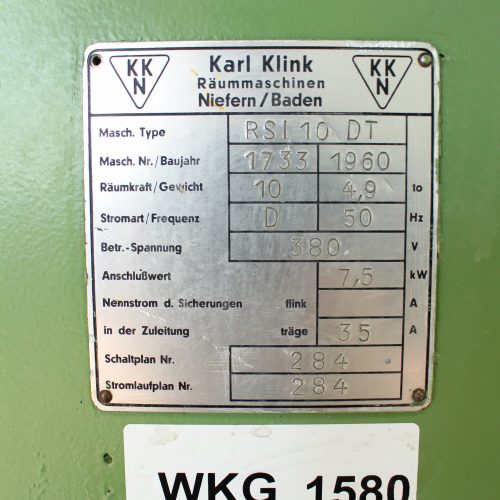 KK Karl Klink KK
N Räummaschinen N
Niefern/Baden
Masch. Type RSI 10 DT
Masch. Nr./Baujahr 1733 1960
Räumkraft/Gewicht 10 4,9 to
Stromart/Frequenz D 50 Hz
Betr.-Spannung 380 V
Anschlußwert 7,5 kW
Nennstrom d. Sicherungen flink A
in der Zuleitung träge 35 A
Schaltplan Nr. 284
Stromlaufplan Nr. 284
WKG 1580